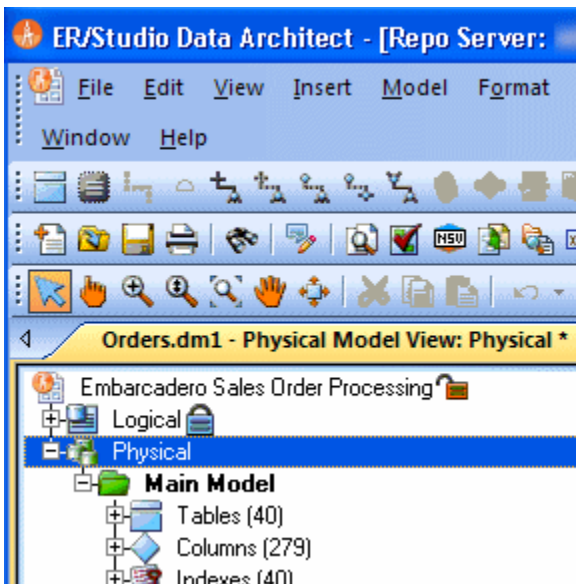 ER/Studio Data Architect - [Repo Server:
File Edit View Insert Model Format
Window Help
NSV
Orders.dm1 - Physical Model View: Physical *
Embarcadero Sales Order Processing
Logical
Physical
Main Model
Tables (40)
Columns (279)
Indexes (40)